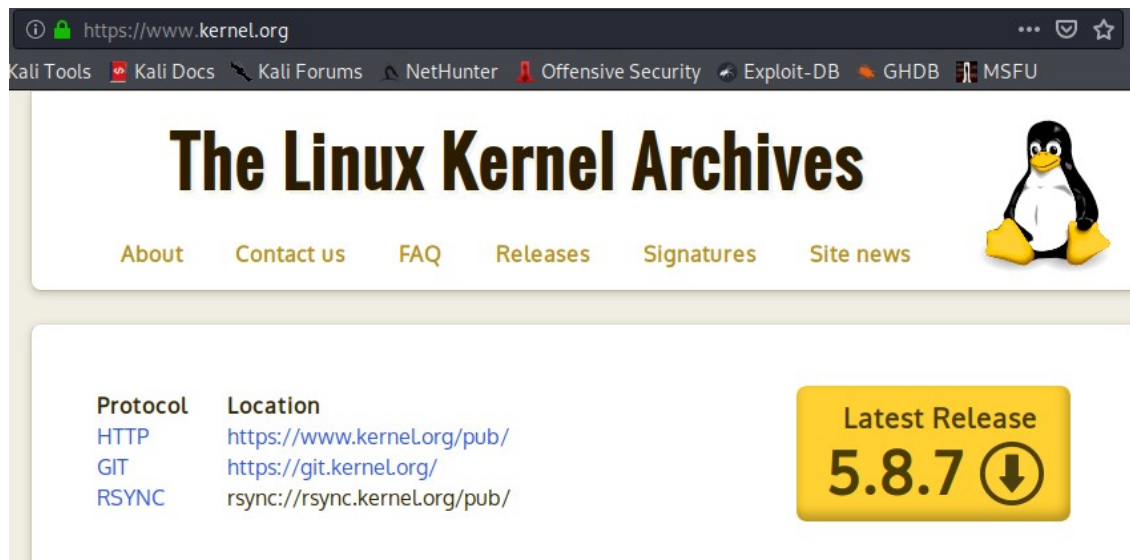 https://www.kernel.org
Kali Tools Kali Docs Kali Forums NetHunter Offensive Security Exploit-DB GHDB MSFU
The Linux Kernel Archives
About Contact us FAQ Releases Signatures Site news
Protocol Location
HTTP https://www.kernel.org/pub/
GIT https://git.kernel.org/
RSYNC rsync://rsync.kernel.org/pub/
Latest Release
5.8.7